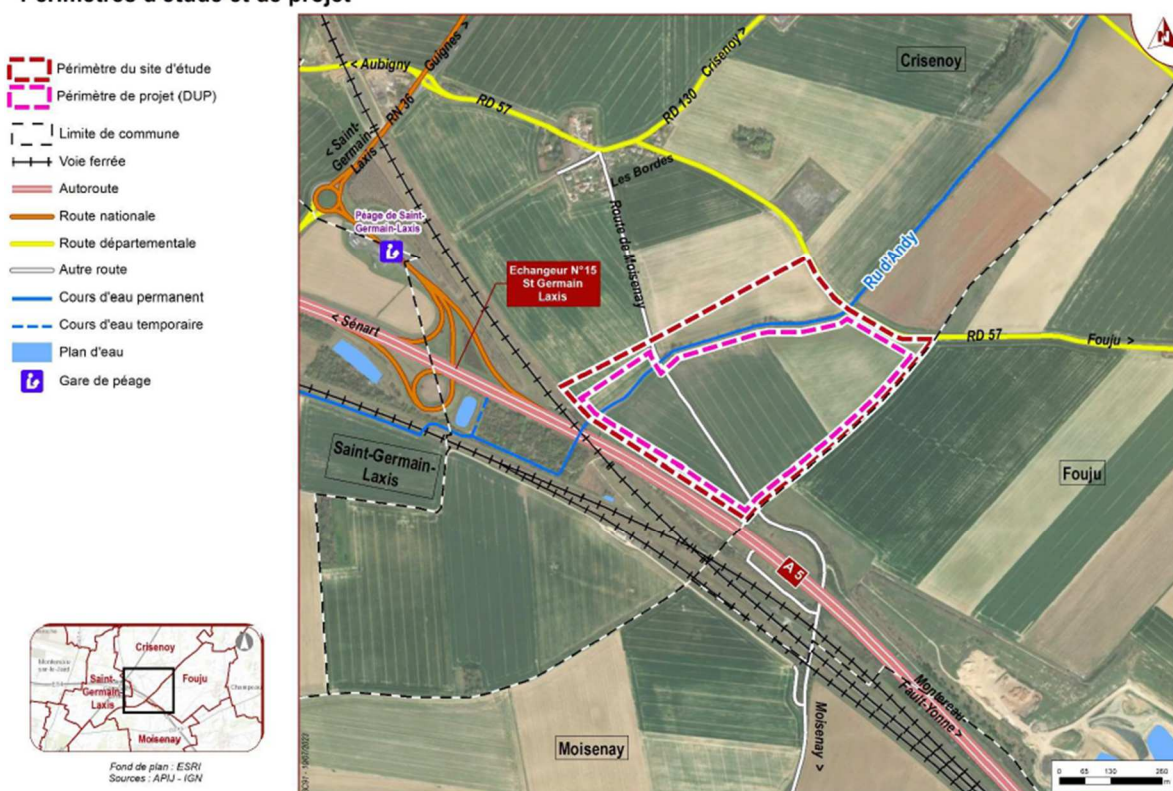 Périmètres d'étude et de projet
Périmètre du site d'étude
Périmètre de projet (DUP)
Limite de commune
Voie ferrée
Autoroute
Route nationale
Route départementale
Autre route
Cours d'eau permanent
Cours d'eau temporaire
Plan d'eau
Gare de péage
< Aubigny
Guignes >
RN 36
< Saint-
Germain-
Laxis
RD 57
RD 130
Crisenoy >
Crisenoy
Les Bordes
Route de Moisenay
Péage de Saint-
Germain-Laxis
Echangeur N°15
St Germain
Laxis
Ru d'Andy
< Sénart
RD 57
Fouju >
Saint-Germain-
Laxis
Fouju
A 5
Montereau
Fault-Yonne >
Moisenay
Moisenay >
Crisenoy
Saint-
Germain
Laxis
Fouju
Moisenay
Fond de plan : ESRI
Sources : APIJ - IGN
0 65 130 260
m